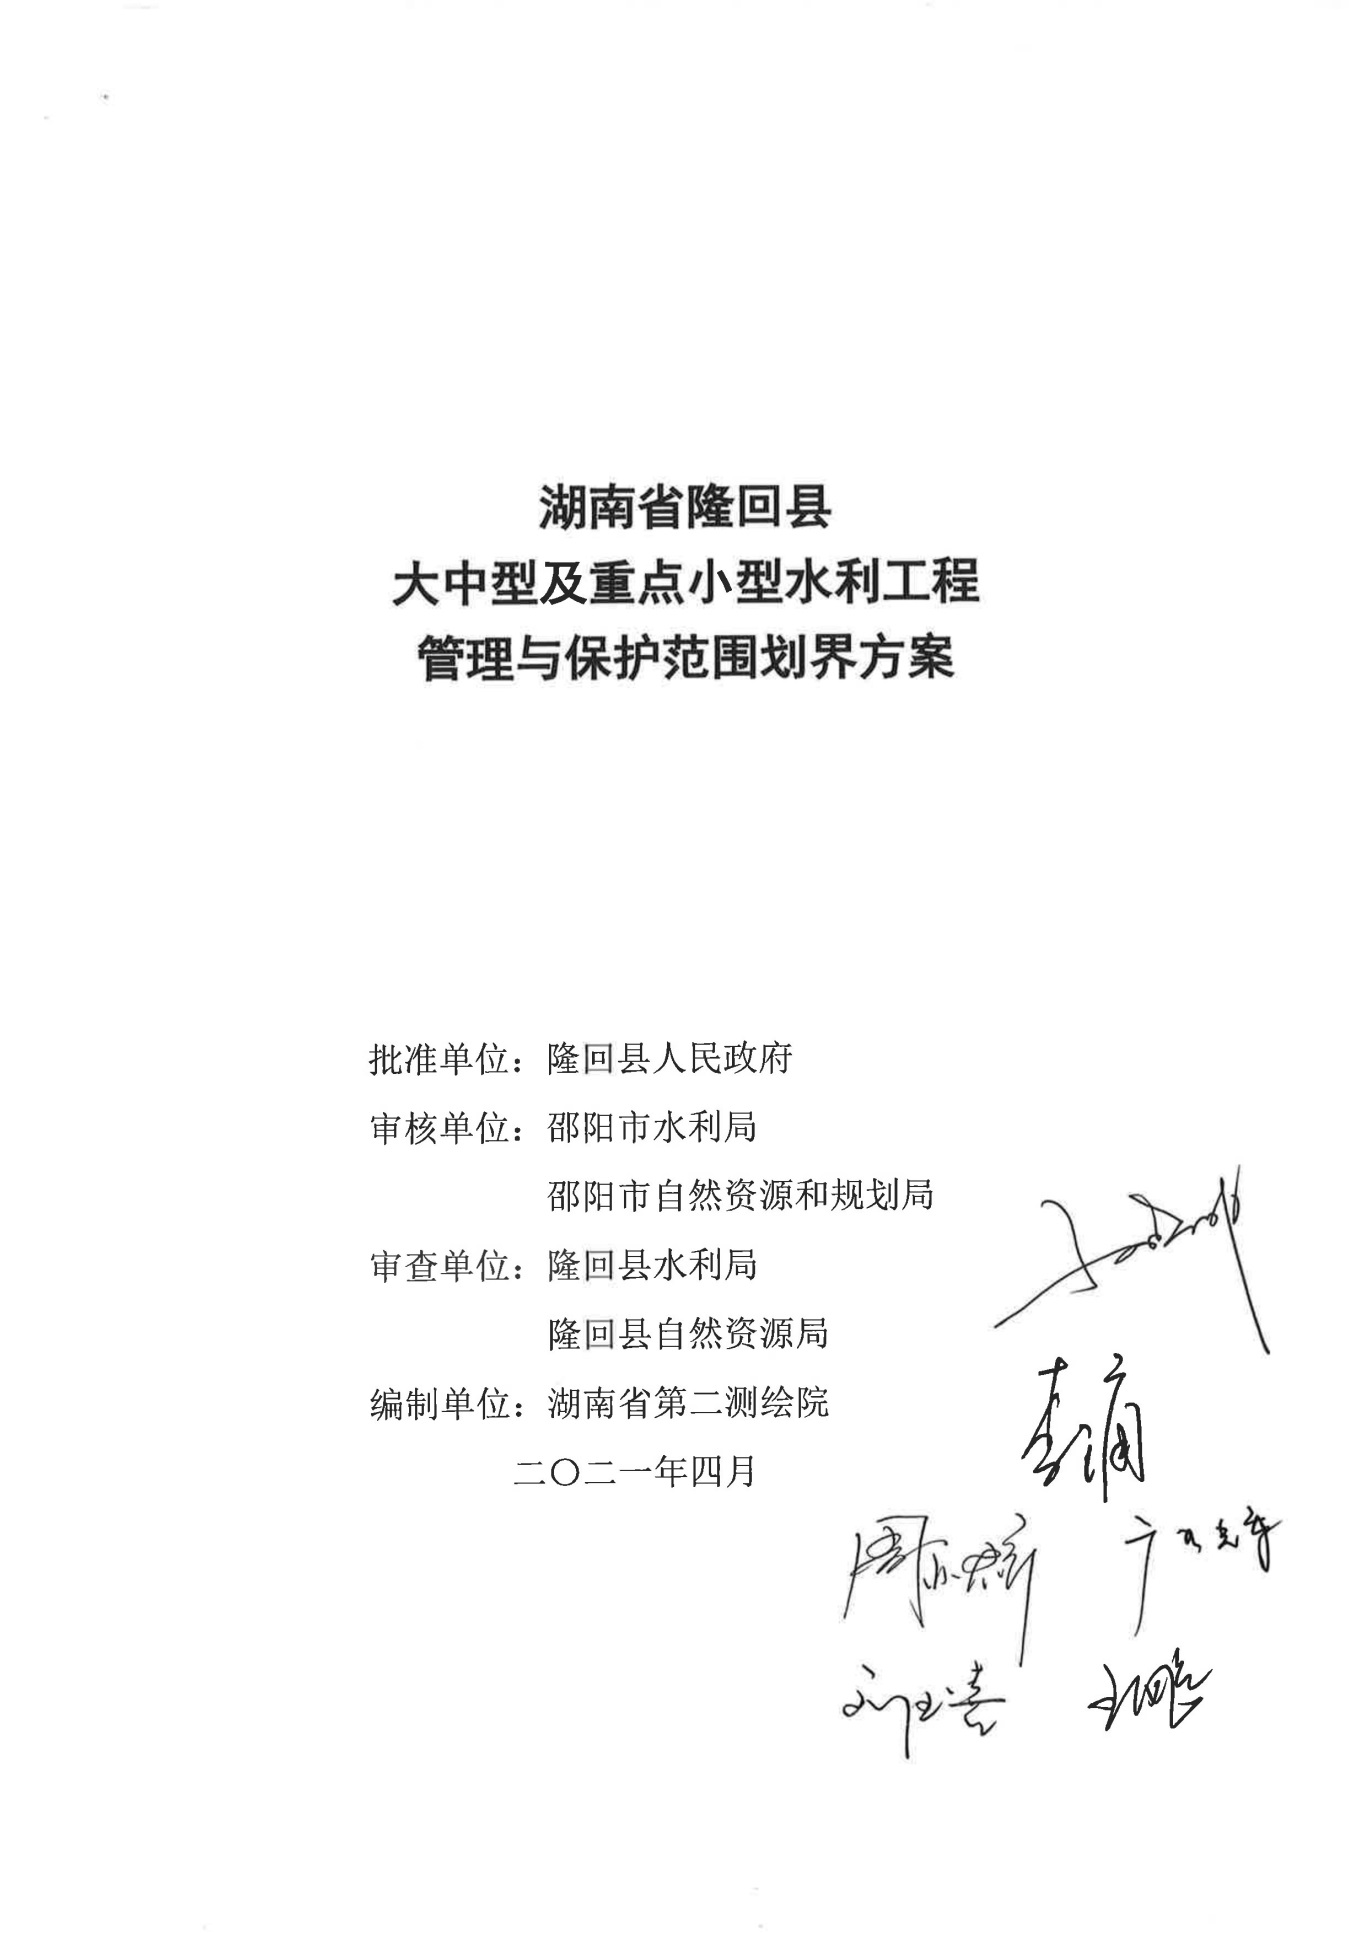 湖南省隆回县
大中型及重点小型水利工程
管理与保护范围划界方案
批准单位：隆回县人民政府
审核单位：邵阳市水利局
邵阳市自然资源和规划局
审查单位：隆回县水利局
隆回县自然资源局
编制单位：湖南省第二测绘院
二〇二一年四月